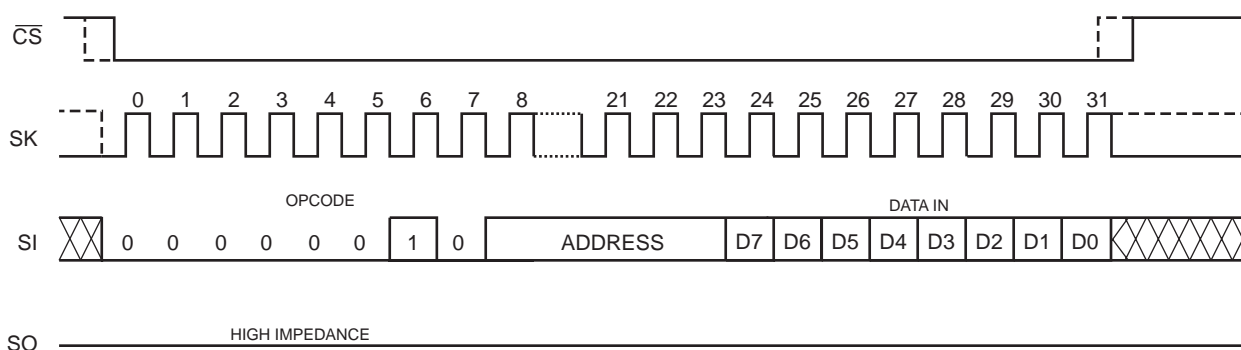 CS
0 1 2 3 4 5 6 7 8 21 22 23 24 25 26 27 28 29 30 31
SK
OPCODE
DATA IN
SI 0 0 0 0 0 0 1 0 ADDRESS D7 D6 D5 D4 D3 D2 D1 D0
HIGH IMPEDANCE
SO